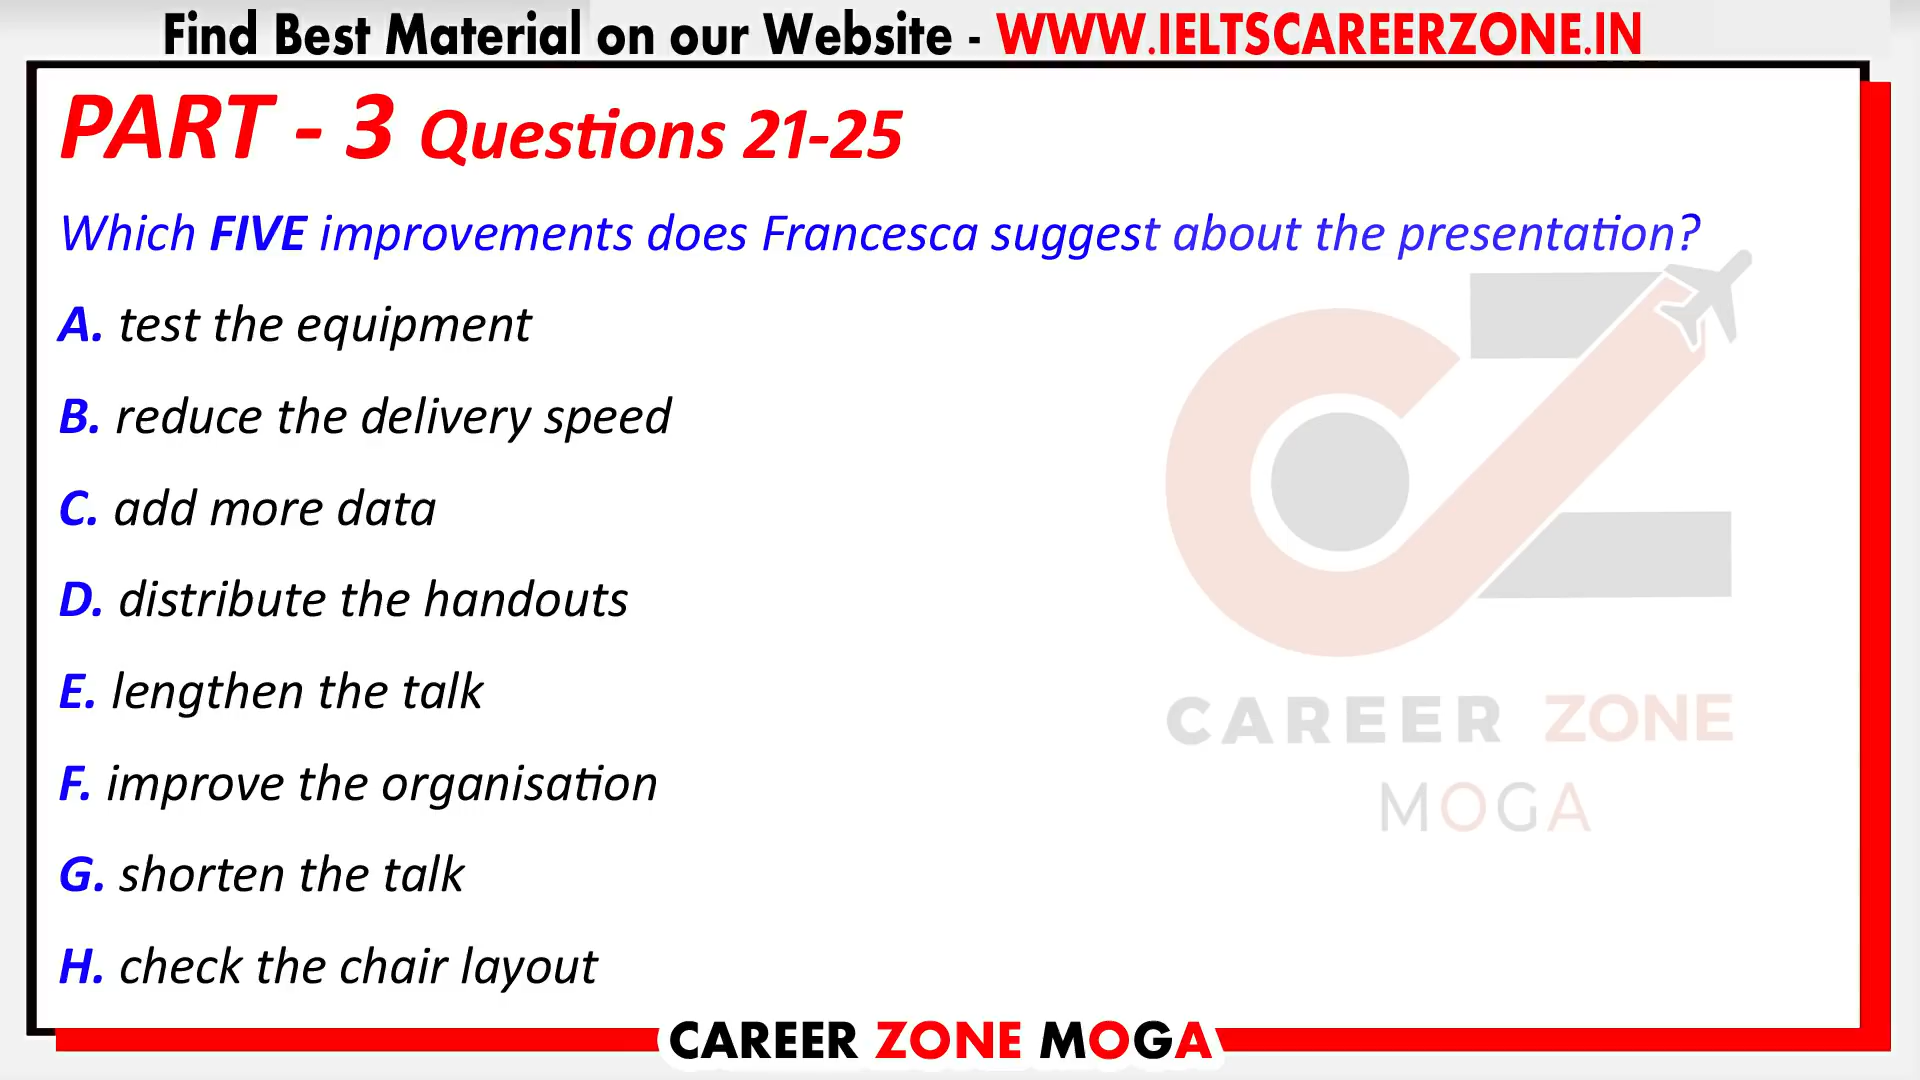 Find Best Material on our Website - WWW.IELTSCAREERZONE.IN
PART - 3 Questions 21-25
Which FIVE improvements does Francesca suggest about the presentation?
A. test the equipment
B. reduce the delivery speed
C. add more data
D. distribute the handouts
E. lengthen the talk
F. improve the organisation
G. shorten the talk
H. check the chair layout
CAREER ZONE
MOGA
CAREER ZONE MOGA